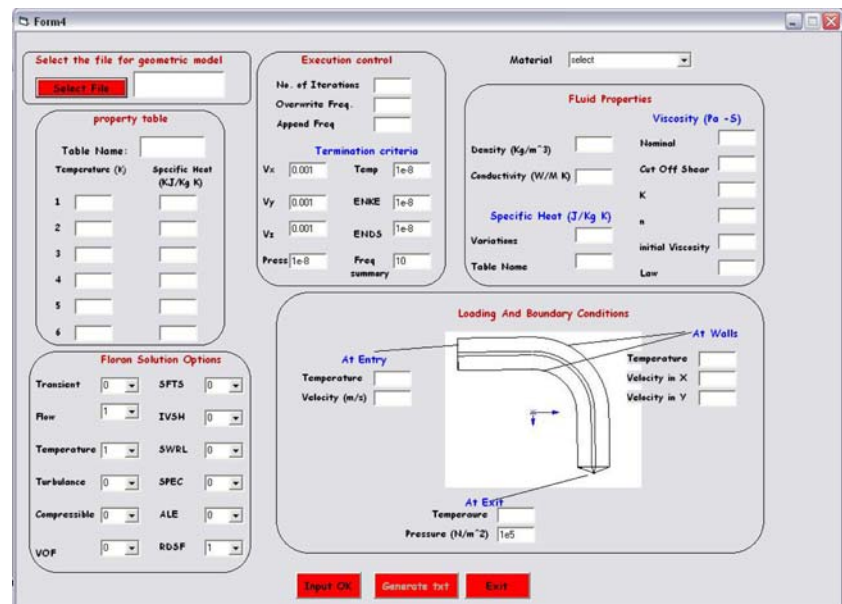 Form4
Select the file for geometric model
Select File
property table
Table Name:
Temperature (K)
Specific Heat
(KJ/Kg K)
1
2
3
4
5
6
Floran Solution Options
Transient 0 SFTS 0
Flow 1 IVSH 0
Temperature 1 SWRL 0
Turbulance 0 SPEC 0
Compressible 0 ALE 0
VOF 0 RDSF 1
Execution control
No. of Iterations
Overwrite Freq.
Append Freq
Termination criteria
Vx 0.001 Temp 1e-8
Vy 0.001 ENKE 1e-8
Vz 0.001 ENDS 1e-8
Press 1e-8 Freq summary 10
Material select
FLuid Properties
Density (Kg/m^3)
Conductivity (W/M K)
Specific Heat (J/Kg K)
Variations
Table Name
Viscosity (Pa -S)
Nominal
Cut Off Shear
K
n
initial Viscosity
Law
Loading And Boundary Conditions
At Entry
Temperature
Velocity (m/s)
At Walls
Temperature
Velocity in X
Velocity in Y
At Exit
Temperaure
Pressure (N/m^2) 1e5
Input OK
Generate txt
Exit